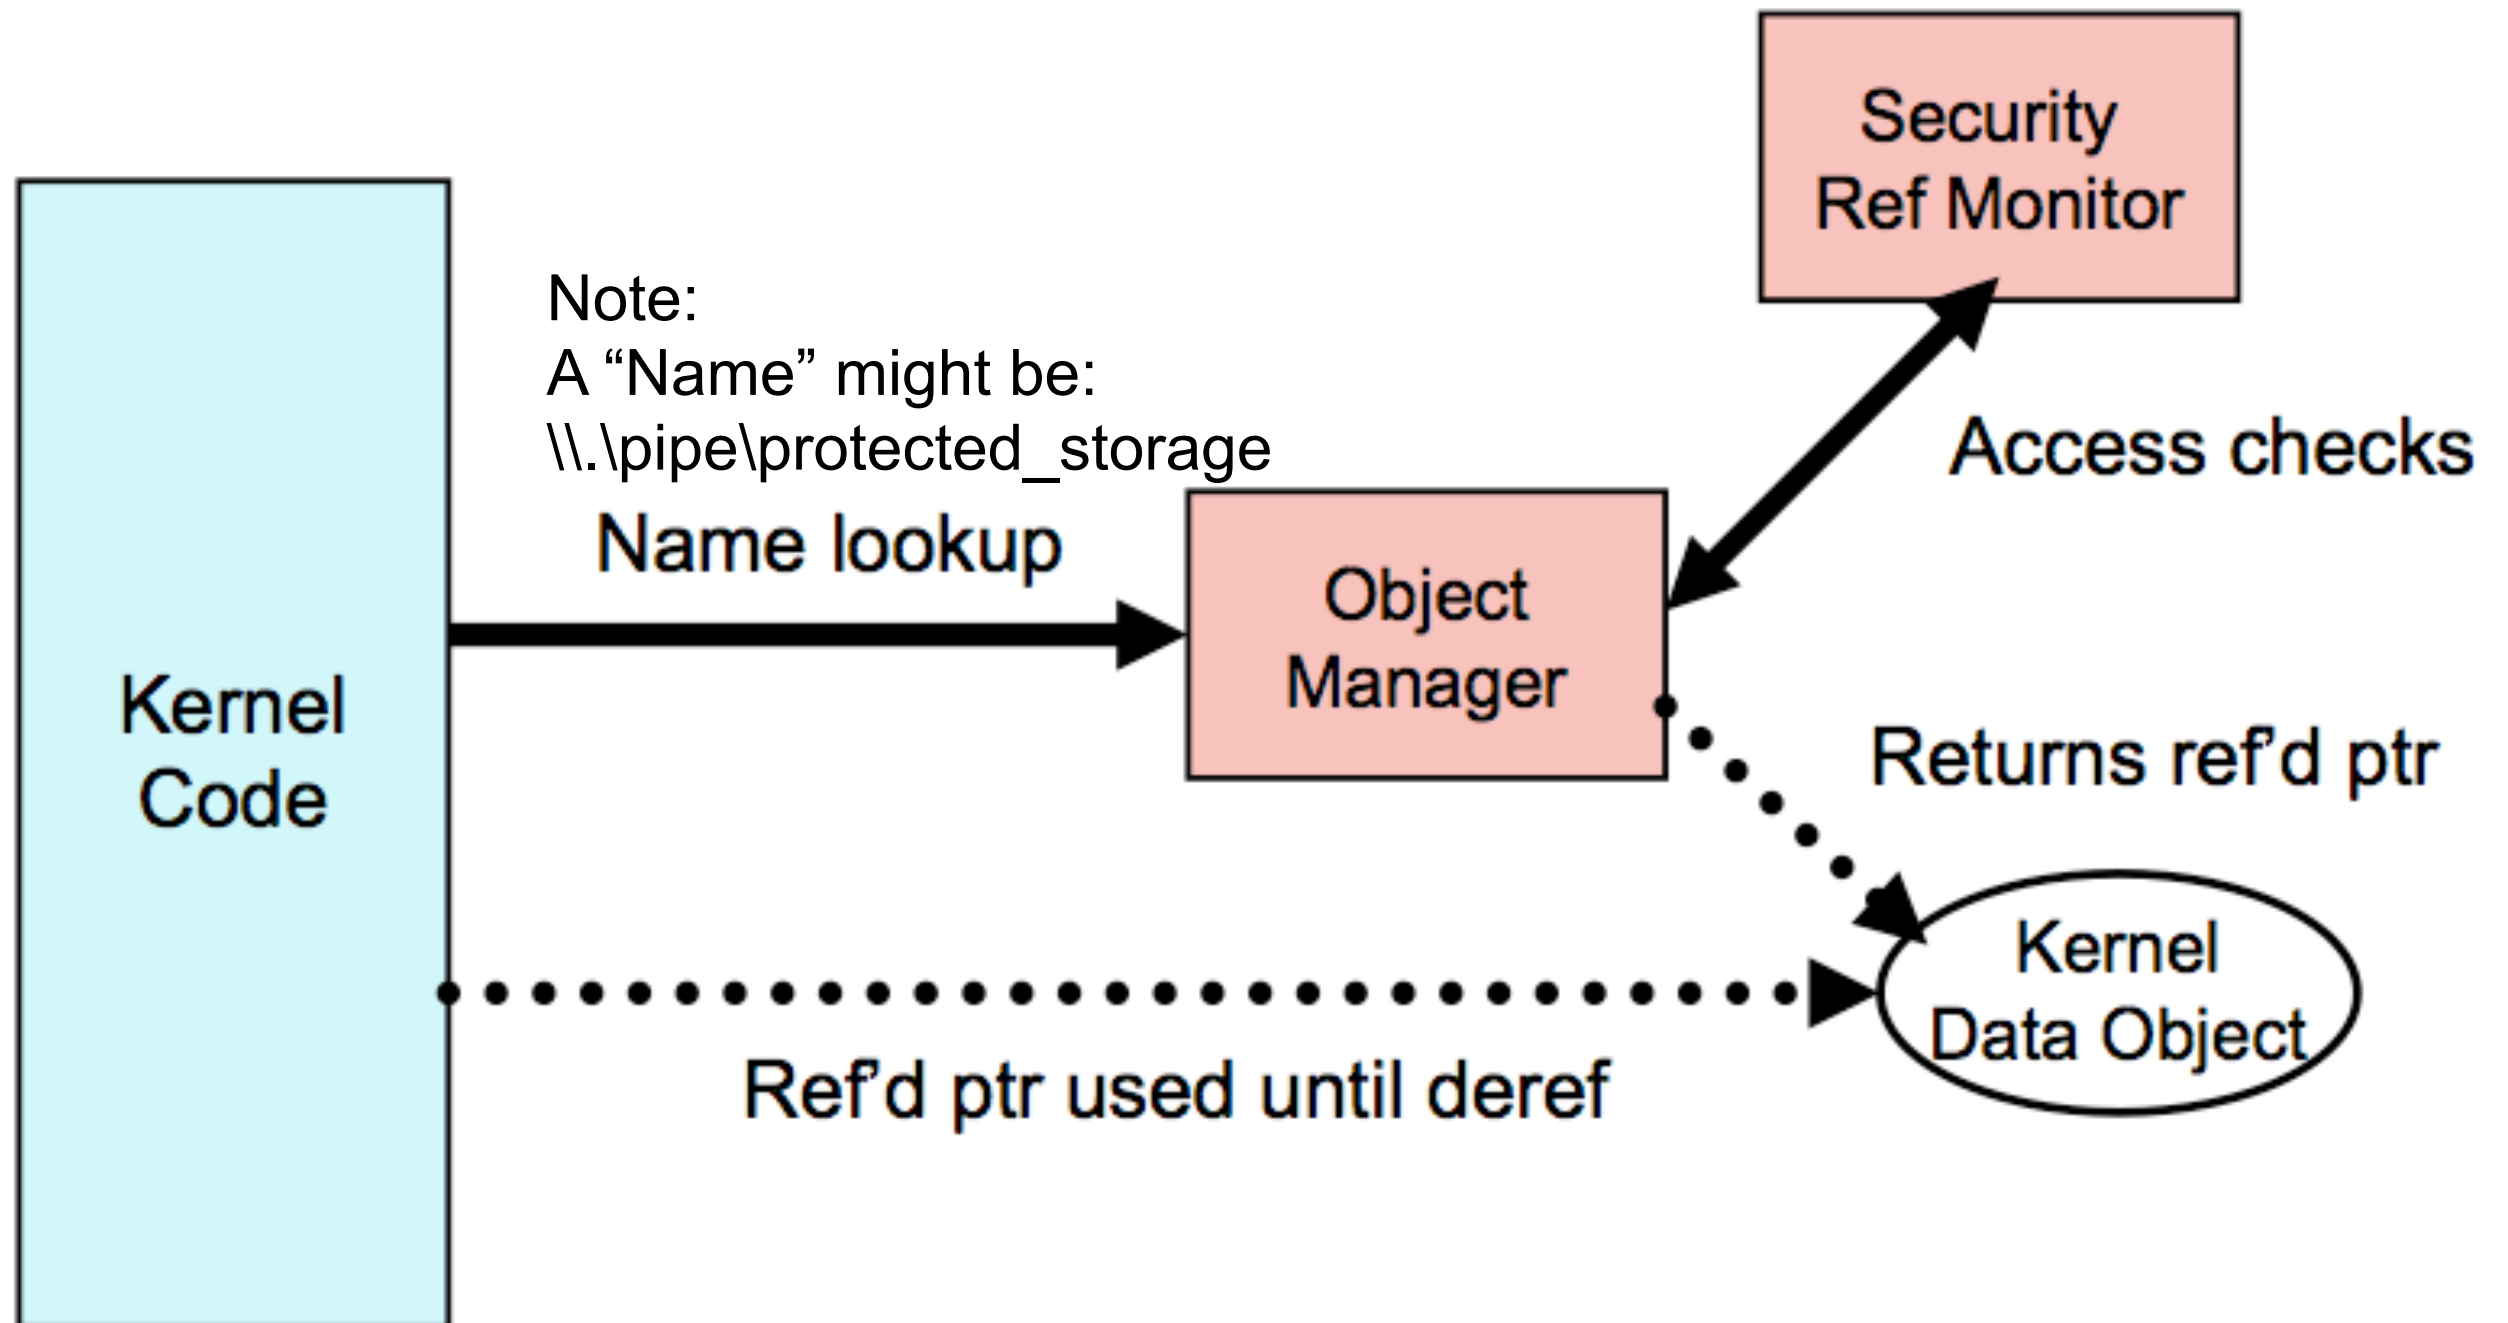 Security
Ref Monitor
Note:
A “Name” might be:
\\.\pipe\protected_storage
Access checks
Name lookup
Object
Manager
Kernel
Code
Returns ref’d ptr
Kernel
Data Object
Ref’d ptr used until deref